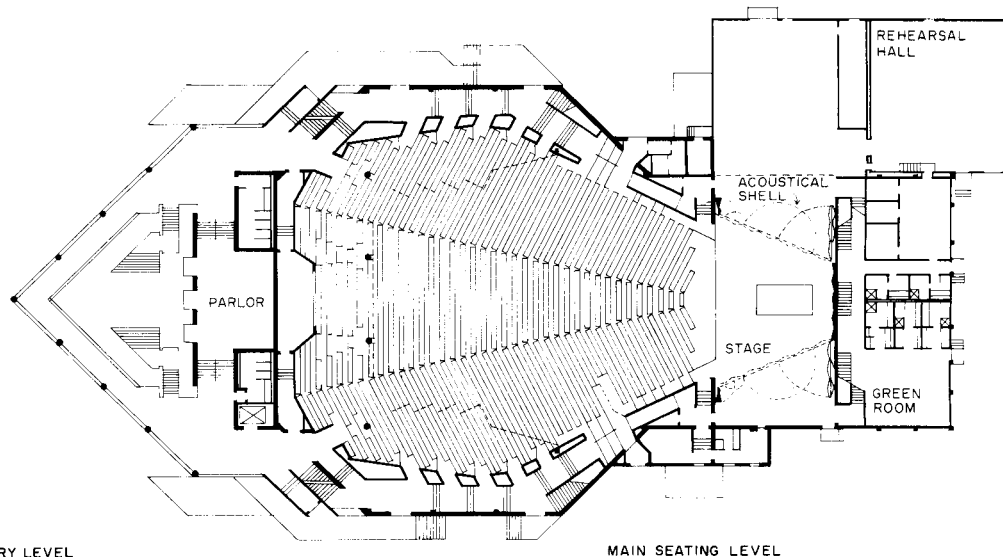 REHEARSAL
HALL
ACOUSTICAL
SHELL
PARLOR
STAGE
GREEN
ROOM
RY LEVEL
MAIN SEATING LEVEL